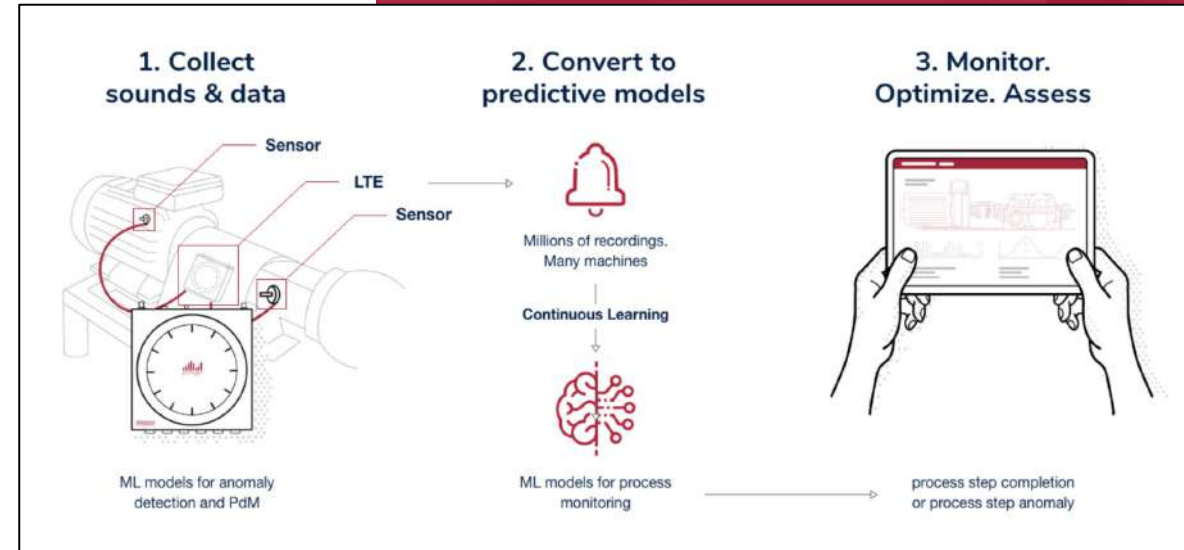 1. Collect
sounds & data
2. Convert to
predictive models
3. Monitor.
Optimize. Assess
Sensor
LTE
Sensor
Millions of recordings.
Many machines
Continuous Learning
ML models for anomaly
detection and PdM
ML models for process
monitoring
process step completion
or process step anomaly